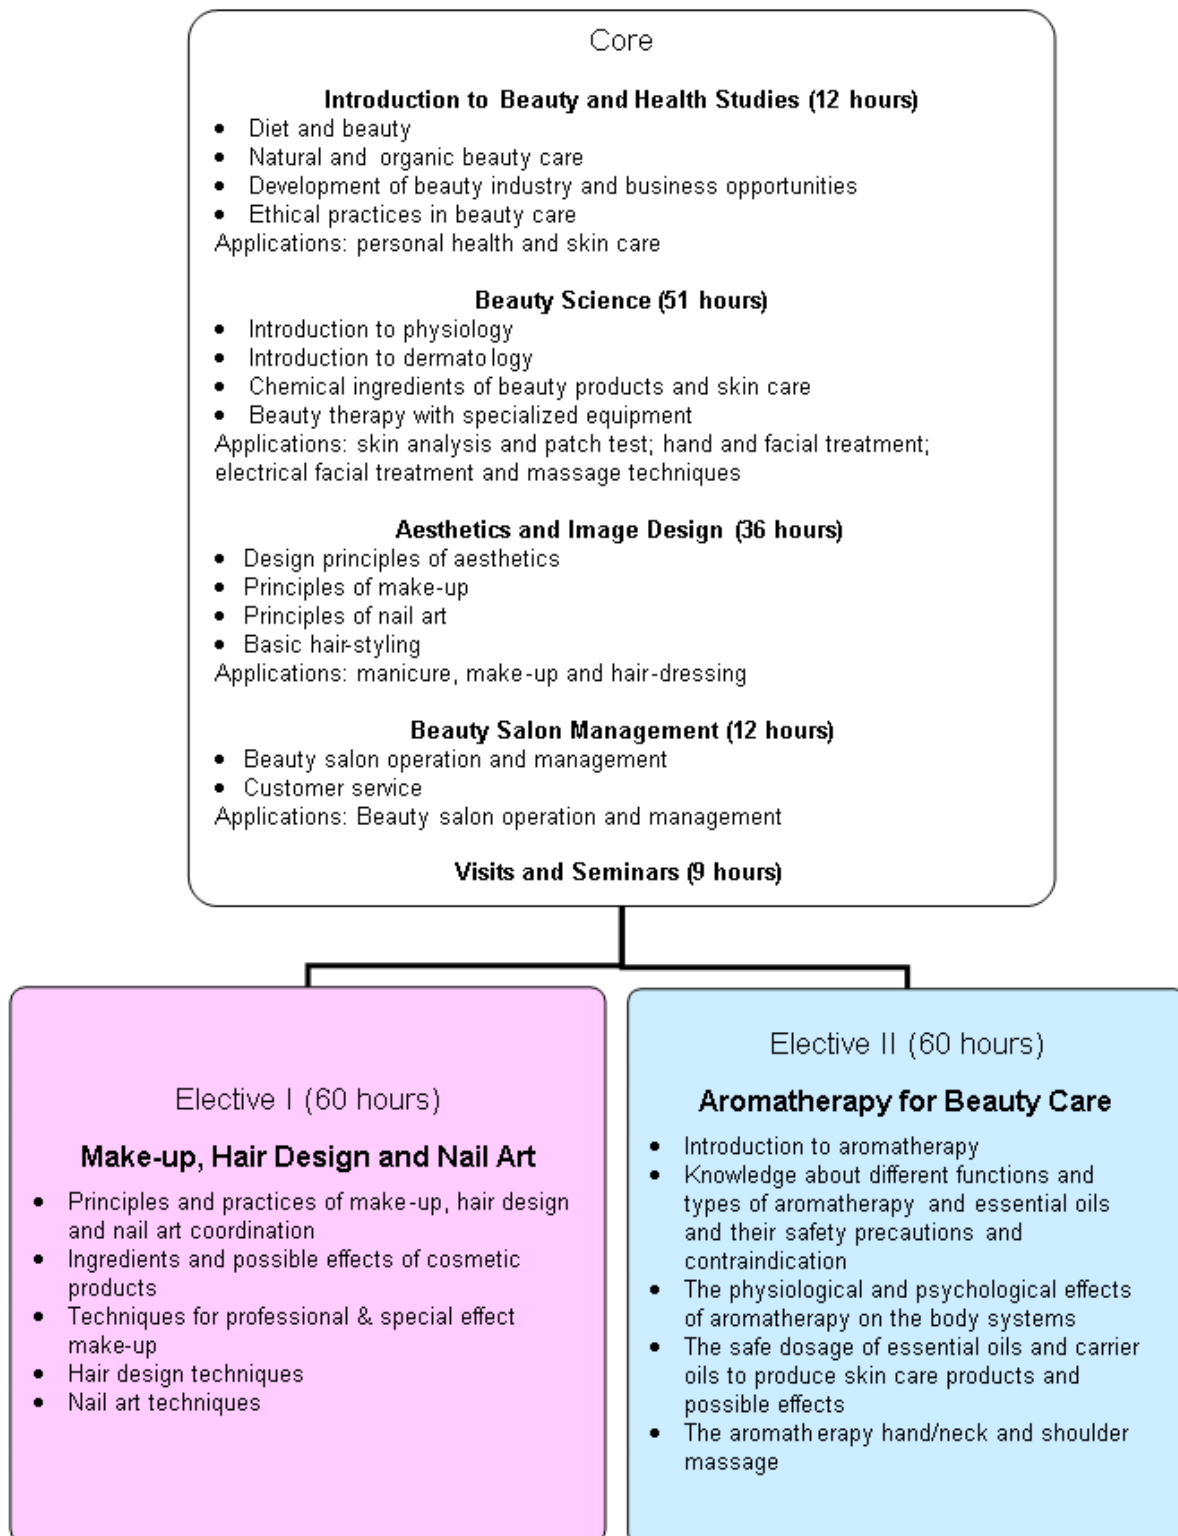 Core
Introduction to Beauty and Health Studies (12 hours)
• Diet and beauty
• Natural and organic beauty care
• Development of beauty industry and business opportunities
• Ethical practices in beauty care
Applications: personal health and skin care
Beauty Science (51 hours)
• Introduction to physiology
• Introduction to dermatology
• Chemical ingredients of beauty products and skin care
• Beauty therapy with specialized equipment
Applications: skin analysis and patch test; hand and facial treatment;
electrical facial treatment and massage techniques
Aesthetics and Image Design (36 hours)
• Design principles of aesthetics
• Principles of make-up
• Principles of nail art
• Basic hair-styling
Applications: manicure, make-up and hair-dressing
Beauty Salon Management (12 hours)
• Beauty salon operation and management
• Customer service
Applications: Beauty salon operation and management
Visits and Seminars (9 hours)
Elective I (60 hours)
Make-up, Hair Design and Nail Art
• Principles and practices of make-up, hair design
and nail art coordination
• Ingredients and possible effects of cosmetic
products
• Techniques for professional & special effect
make-up
• Hair design techniques
• Nail art techniques
Elective II (60 hours)
Aromatherapy for Beauty Care
• Introduction to aromatherapy
• Knowledge about different functions and
types of aromatherapy and essential oils
and their safety precautions and
contraindication
• The physiological and psychological effects
of aromatherapy on the body systems
• The safe dosage of essential oils and carrier
oils to produce skin care products and
possible effects
• The aromatherapy hand/neck and shoulder
massage